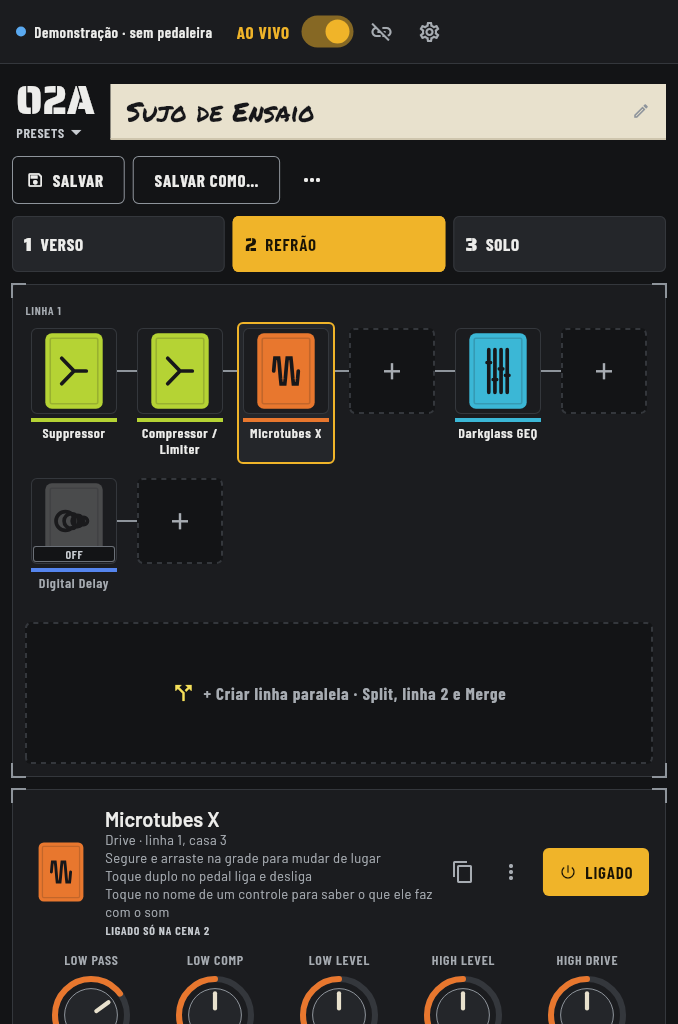 Demonstração · sem pedaleira
AO VIVO
02A
PRESETS
Sujo de Ensaio
SALVAR
SALVAR COMO...
1 VERSO
2 REFRÃO
3 SOLO
LINHA 1
Suppressor
Compressor /
Limiter
Microtubes X
Darkglass GEQ
OFF
Digital Delay
+ Criar linha paralela · Split, linha 2 e Merge
Microtubes X
Drive · linha 1, casa 3
Segure e arraste na grade para mudar de lugar
Toque duplo no pedal liga e desliga
Toque no nome de um controle para saber o que ele faz
com o som
LIGADO SÓ NA CENA 2
LIGADO
LOW PASS
LOW COMP
LOW LEVEL
HIGH LEVEL
HIGH DRIVE